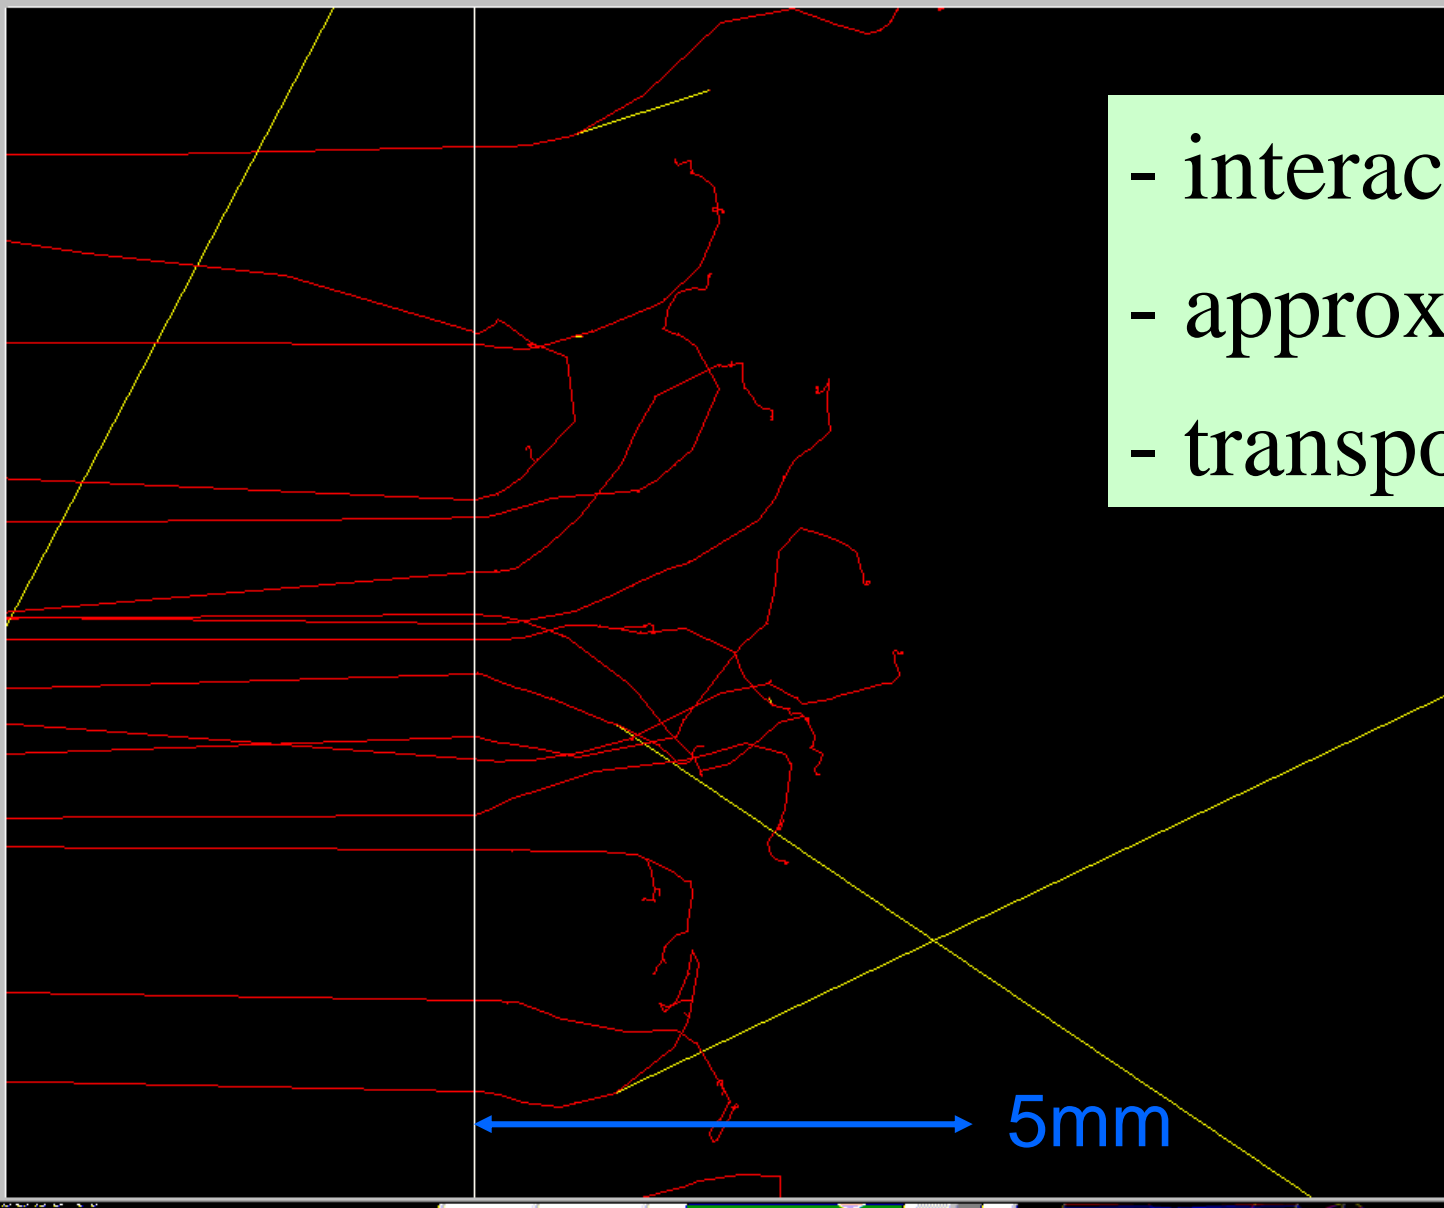 - interac
- approx
- transpo
5mm